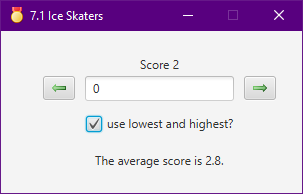 7.1 Ice Skaters
Score 2
0
use lowest and highest?
The average score is 2.8.